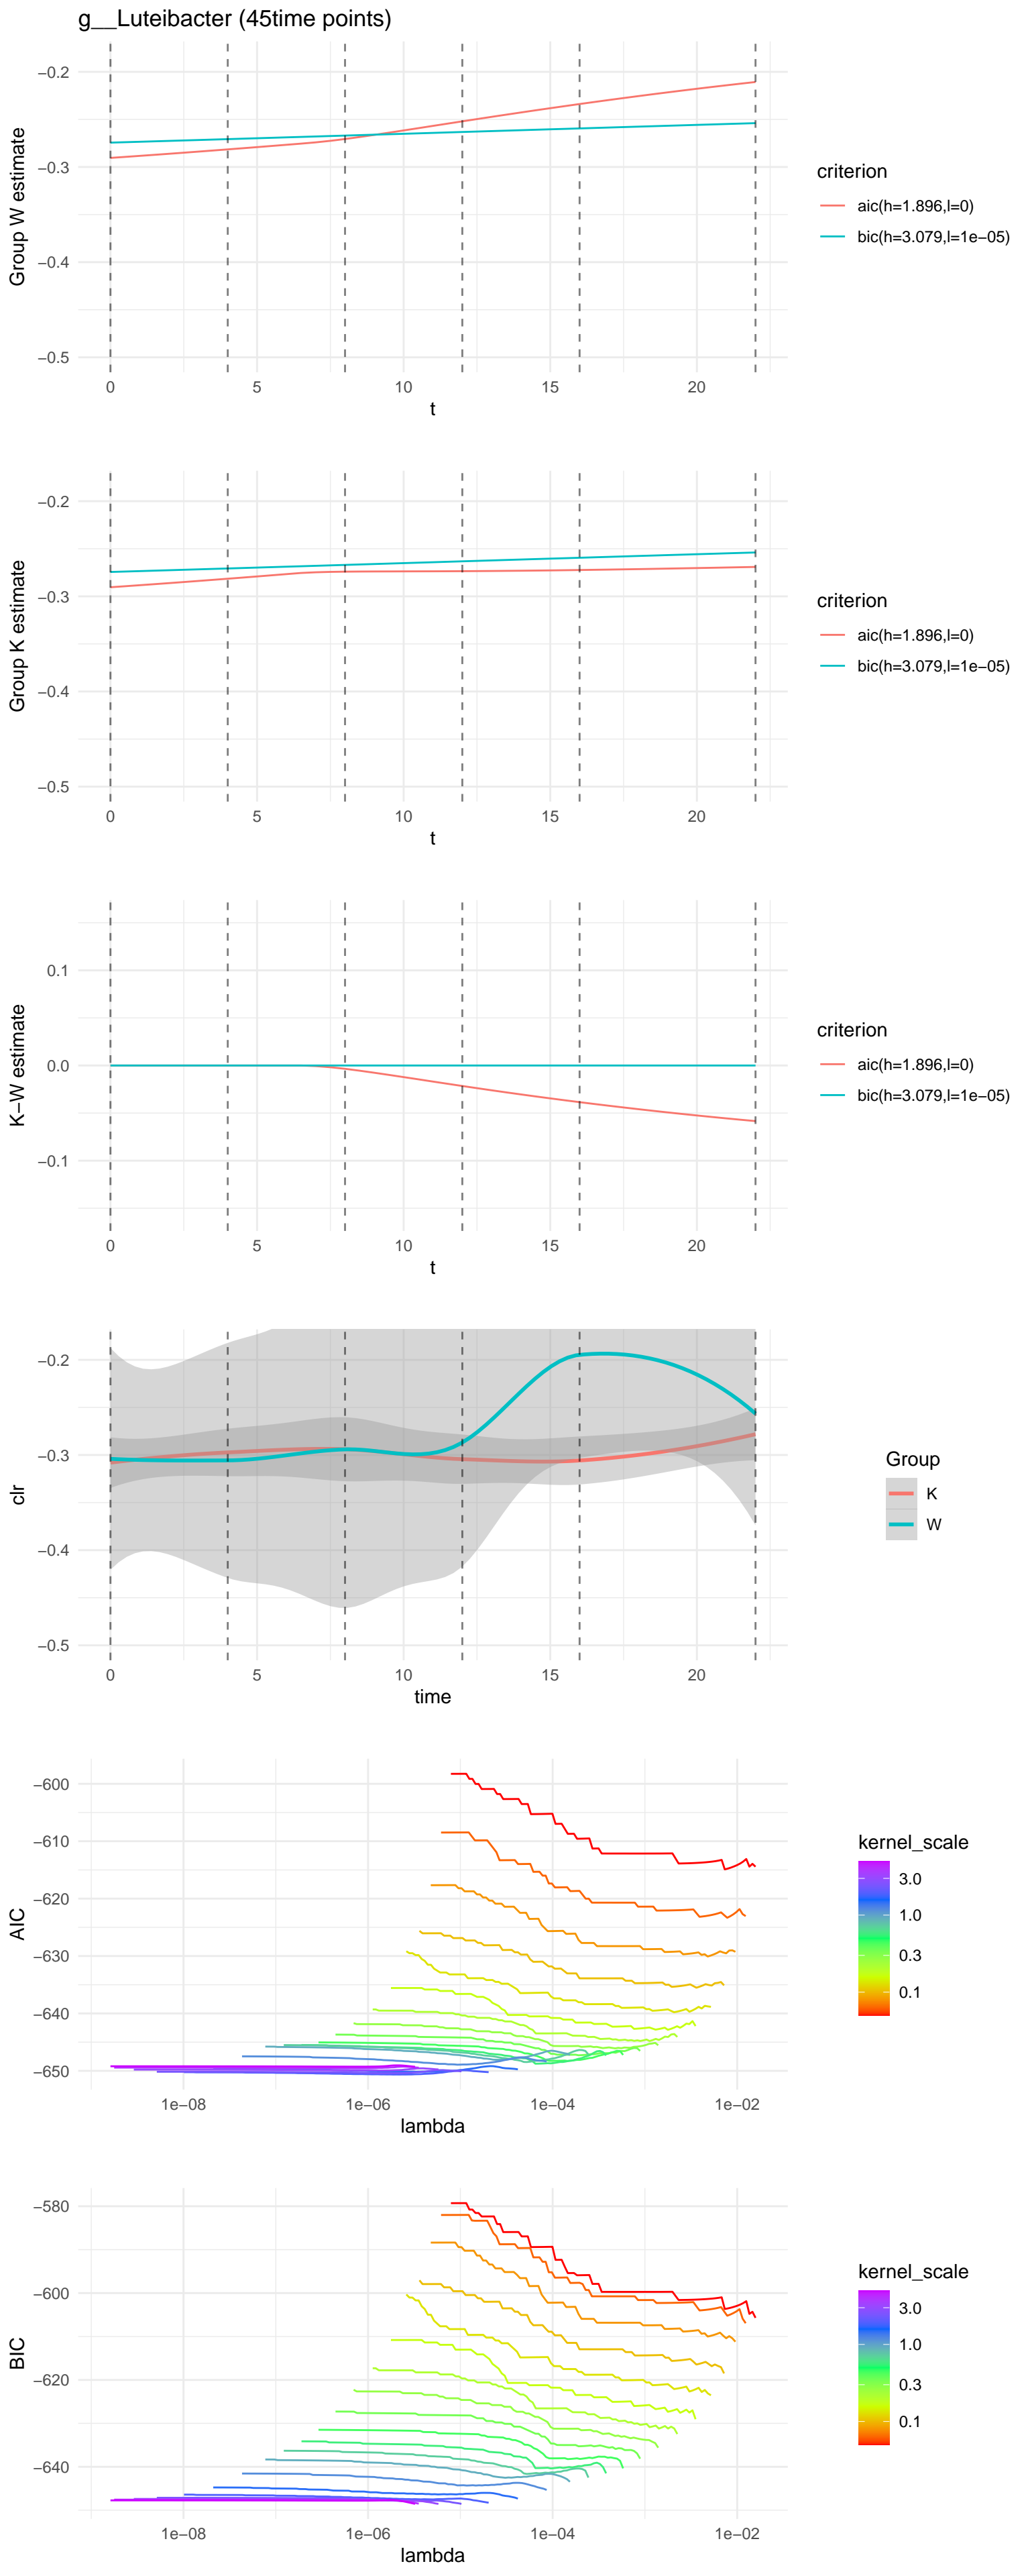 g__Luteibacter (45time points)
Group W estimate
−0.2
−0.3
−0.4
−0.5
0 5 10 15 20
t
criterion
aic(h=1.896,l=0)
bic(h=3.079,l=1e−05)
Group K estimate
−0.2
−0.3
−0.4
−0.5
0 5 10 15 20
t
criterion
aic(h=1.896,l=0)
bic(h=3.079,l=1e−05)
K−W estimate
0.1
0.0
−0.1
0 5 10 15 20
t
criterion
aic(h=1.896,l=0)
bic(h=3.079,l=1e−05)
clr
−0.2
−0.3
−0.4
−0.5
0 5 10 15 20
time
Group
K
W
AIC
−600
−610
−620
−630
−640
−650
1e−08 1e−06 1e−04 1e−02
lambda
kernel_scale
3.0
1.0
0.3
0.1
BIC
−580
−600
−620
−640
1e−08 1e−06 1e−04 1e−02
lambda
kernel_scale
3.0
1.0
0.3
0.1